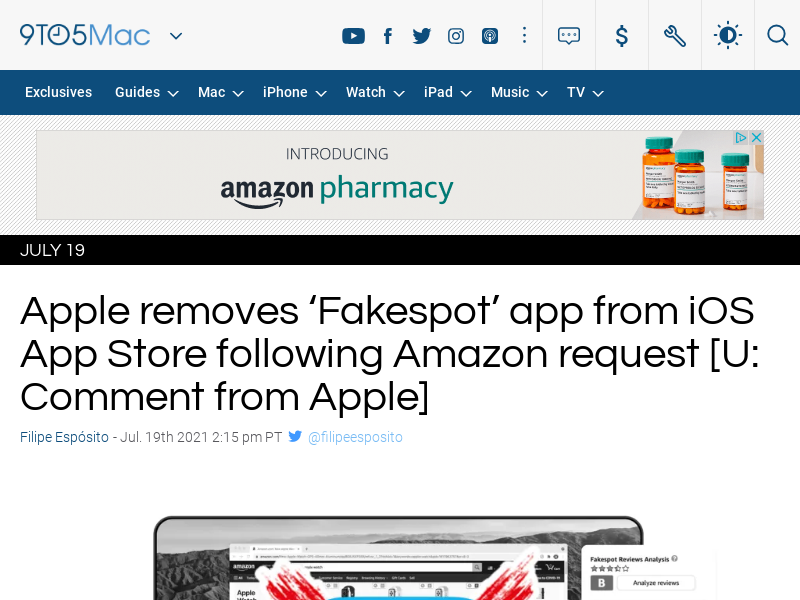 9TO5Mac
Exclusives Guides Mac iPhone Watch iPad Music TV
INTRODUCING
amazon pharmacy
JULY 19
Apple removes ‘Fakespot’ app from iOS
App Store following Amazon request [U:
Comment from Apple]
Filipe Espósito - Jul. 19th 2021 2:15 pm PT @filipeesposito
Fakespot Reviews Analysis
B Analyze reviews
amazon
Apple